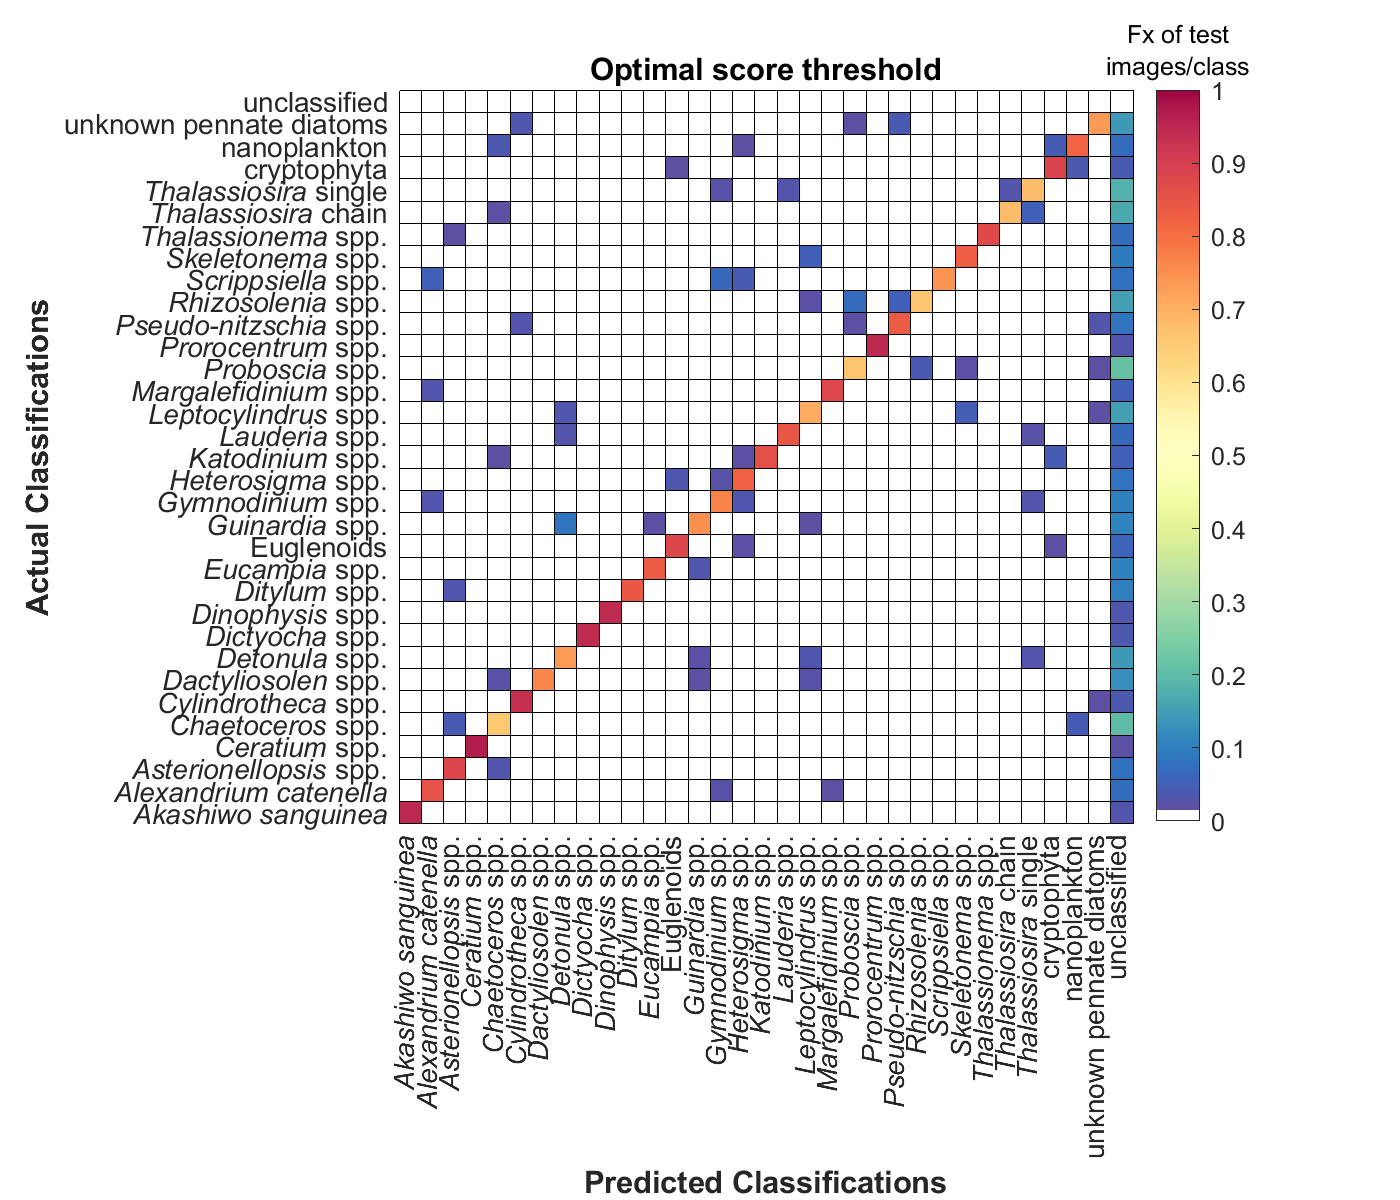 Fx of test
images/class
Optimal score threshold
unclassified
unknown pennate diatoms
nanoplankton
cryptophyta
Thalassiosira single
Thalassiosira chain
Thalassionema spp.
Skeletonema spp.
Scrippsiella spp.
Rhizosolenia spp.
Pseudo-nitzschia spp.
Prorocentrum spp.
Proboscia spp.
Margalefidinium spp.
Leptocylindrus spp.
Lauderia spp.
Katodinium spp.
Heterosigma spp.
Gymnodinium spp.
Guinardia spp.
Euglenoids
Eucampia spp.
Ditylum spp.
Dinophysis spp.
Dictyocha spp.
Detonula spp.
Dactyliosolen spp.
Cylindrotheca spp.
Chaetoceros spp.
Ceratium spp.
Asterionellopsis spp.
Alexandrium catenella
Akashiwo sanguinea
Actual Classifications
1
0.9
0.8
0.7
0.6
0.5
0.4
0.3
0.2
0.1
0
Akashiwo sanguinea
Alexandrium catenella
Asterionellopsis spp.
Ceratium spp.
Chaetoceros spp.
Cylindrotheca spp.
Dactyliosolen spp.
Detonula spp.
Dictyocha spp.
Dinophysis spp.
Ditylum spp.
Eucampia spp.
Euglenoids
Guinardia spp.
Gymnodinium spp.
Heterosigma spp.
Katodinium spp.
Lauderia spp.
Leptocylindrus spp.
Margalefidinium spp.
Proboscia spp.
Prorocentrum spp.
Pseudo-nitzschia spp.
Rhizosolenia spp.
Scrippsiella spp.
Skeletonema spp.
Thalassionema spp.
Thalassiosira chain
Thalassiosira single
cryptophyta
nanoplankton
unknown pennate diatoms
unclassified
Predicted Classifications